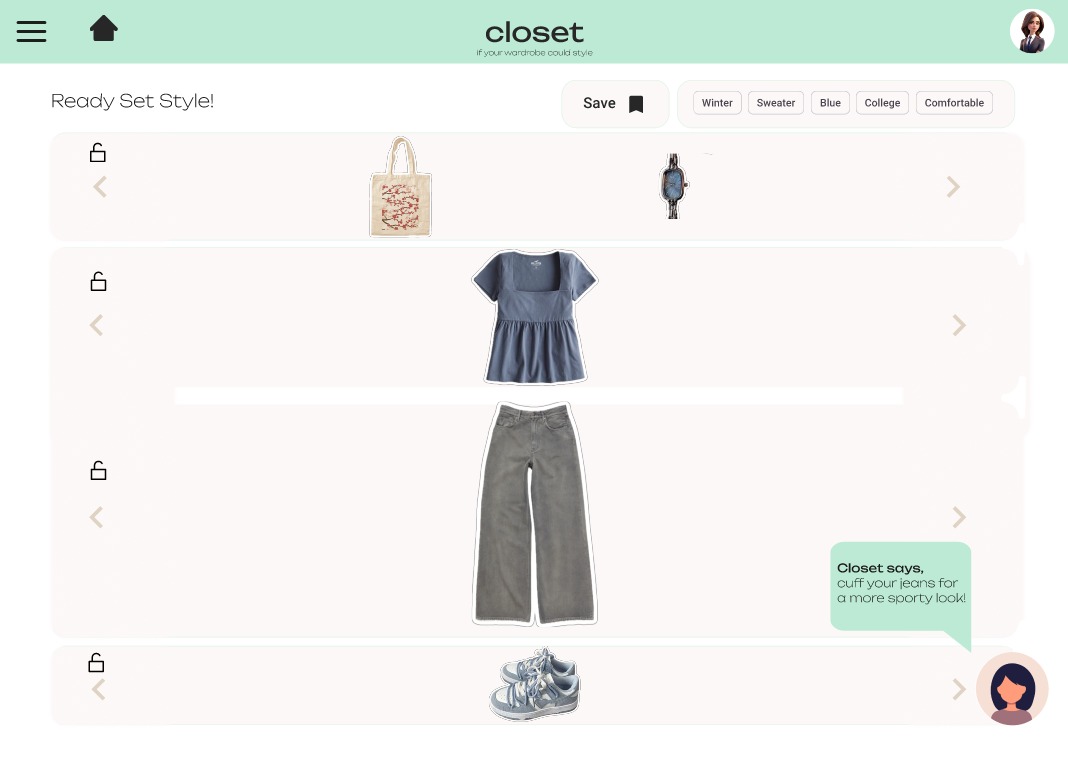 closet
if your wardrobe could style
Ready Set Style!
Save
Winter
Sweater
Blue
College
Comfortable
Closet says,
cuff your jeans for
a more sporty look!